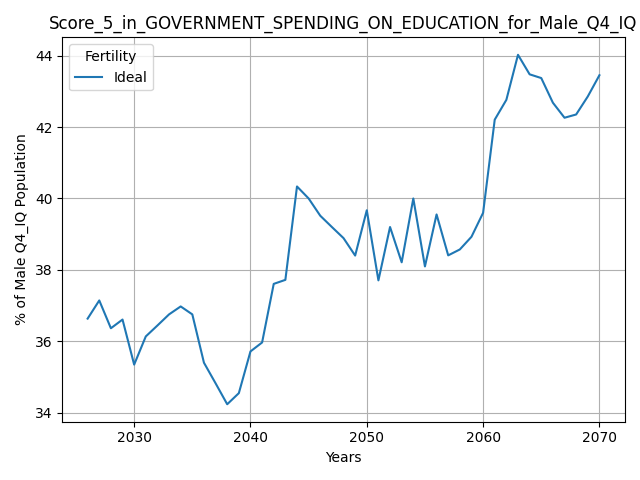 Score_5_in_GOVERNMENT_SPENDING_ON_EDUCATION_for_Male_Q4_IQ
Fertility
Ideal
44
42
40
38
36
34
% of Male Q4_IQ Population
2030
2040
2050
2060
2070
Years